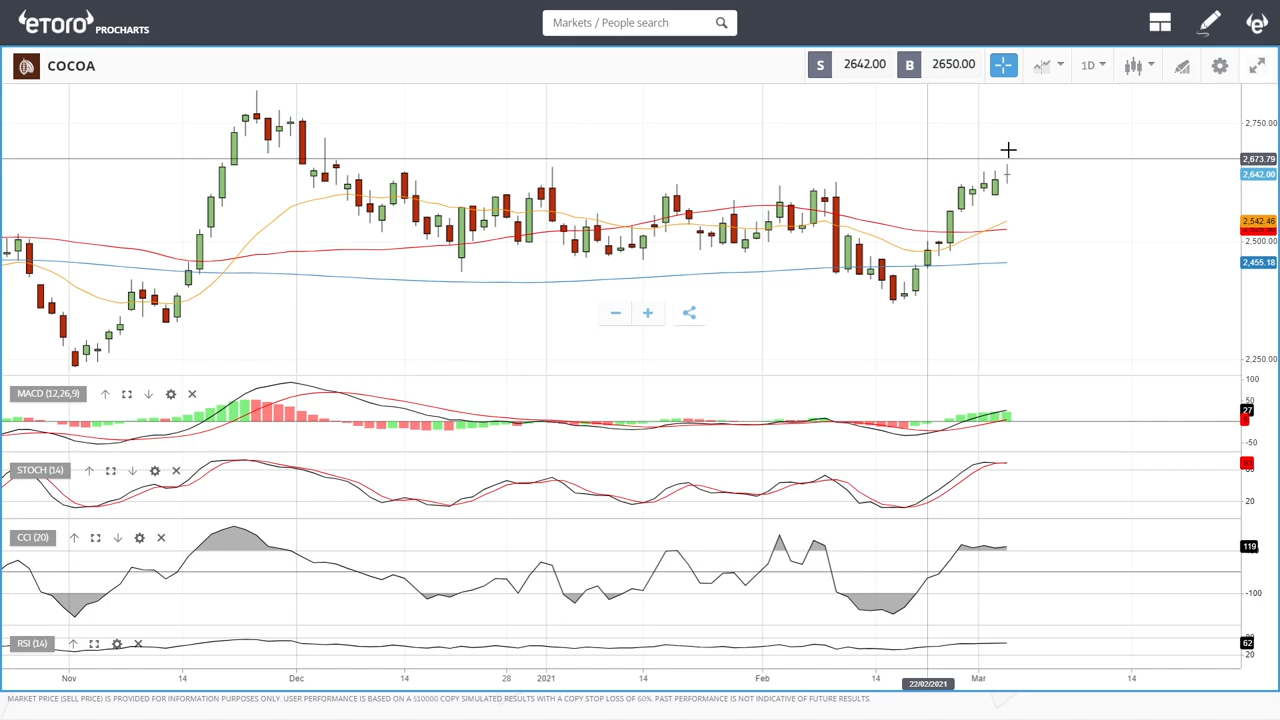 eToro PROCHARTS
Markets / People search
COCOA
S 2642.00 B 2650.00
1D
2,750.00
2,673.79
2,642.00
2,542.46
2,500.00
2,455.18
2,250.00
MACD (12,26,9)
100
50
27
-50
STOCH (14)
20
CCI (20)
119
-100
RSI (14)
62
20
Nov 14 Dec 14 28 2021 14 Feb 14 Mar 14
22/02/2021
MARKET PRICE (SELL PRICE) IS PROVIDED FOR INFORMATION PURPOSES ONLY. USER PERFORMANCE IS BASED ON A $10000 COPY SIMULATED RESULTS WITH A COPY STOP LOSS OF 60%. PAST PERFORMANCE IS NOT INDICATIVE OF FUTURE RESULTS.